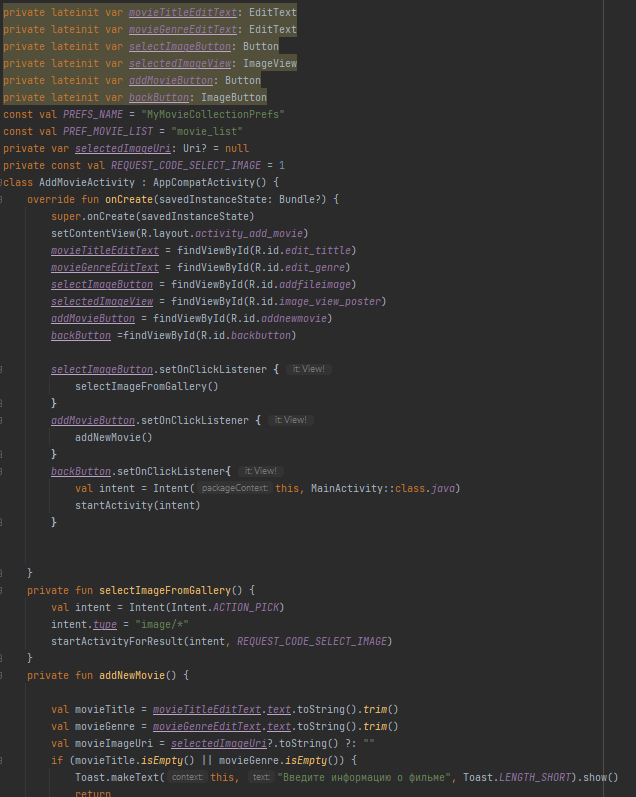 private lateinit var movieTitleEditText: EditText
private lateinit var movieGenreEditText: EditText
private lateinit var selectImageButton: Button
private lateinit var selectedImageView: ImageView
private lateinit var addMovieButton: Button
private lateinit var backButton: ImageButton
const val PREFS_NAME = "MyMovieCollectionPrefs"
const val PREF_MOVIE_LIST = "movie_list"
private var selectedImageUri: Uri? = null
private const val REQUEST_CODE_SELECT_IMAGE = 1
class AddMovieActivity : AppCompatActivity() {
    override fun onCreate(savedInstanceState: Bundle?) {
        super.onCreate(savedInstanceState)
        setContentView(R.layout.activity_add_movie)
        movieTitleEditText = findViewById(R.id.edit_tittle)
        movieGenreEditText = findViewById(R.id.edit_genre)
        selectImageButton = findViewById(R.id.addfileimage)
        selectedImageView = findViewById(R.id.image_view_poster)
        addMovieButton = findViewById(R.id.addnewmovie)
        backButton =findViewById(R.id.backbutton)
        selectImageButton.setOnClickListener { it: View!
            selectImageFromGallery()
        }
        addMovieButton.setOnClickListener { it: View!
            addNewMovie()
        }
        backButton.setOnClickListener{ it: View!
            val intent = Intent( packageContext: this, MainActivity::class.java)
            startActivity(intent)
        }
    }
    private fun selectImageFromGallery() {
        val intent = Intent(Intent.ACTION_PICK)
        intent.type = "image/*"
        startActivityForResult(intent, REQUEST_CODE_SELECT_IMAGE)
    }
    private fun addNewMovie() {
        val movieTitle = movieTitleEditText.text.toString().trim()
        val movieGenre = movieGenreEditText.text.toString().trim()
        val movieImageUri = selectedImageUri?.toString() ?: ""
        if (movieTitle.isEmpty() || movieGenre.isEmpty()) {
            Toast.makeText( context: this, text: "Введите информацию о фильме", Toast.LENGTH_SHORT).show()
            return